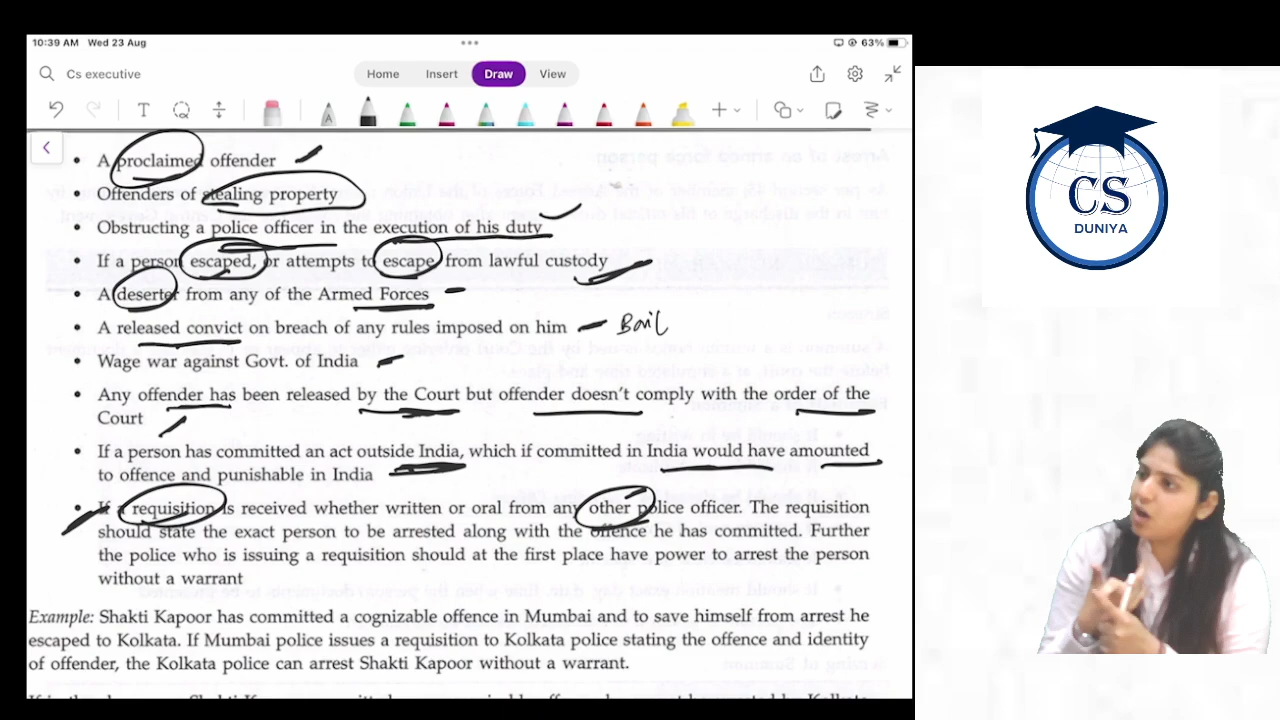 10:39 AM Wed 23 Aug
63%
Cs executive
Home Insert Draw View
• A proclaimed offender
• Offenders of stealing property
• Obstructing a police officer in the execution of his duty
• If a person escaped, or attempts to escape from lawful custody
• A deserter from any of the Armed Forces
• A released convict on breach of any rules imposed on him Bail
• Wage war against Govt. of India
• Any offender has been released by the Court but offender doesn't comply with the order of the
Court
• If a person has committed an act outside India, which if committed in India would have amounted
to offence and punishable in India
• If a requisition is received whether written or oral from any other police officer. The requisition
should state the exact person to be arrested along with the offence he has committed. Further
the police who is issuing a requisition should at the first place have power to arrest the person
without a warrant
Example: Shakti Kapoor has committed a cognizable offence in Mumbai and to save himself from arrest he
escaped to Kolkata. If Mumbai police issues a requisition to Kolkata police stating the offence and identity
of offender, the Kolkata police can arrest Shakti Kapoor without a warrant.
CS
DUNIYA